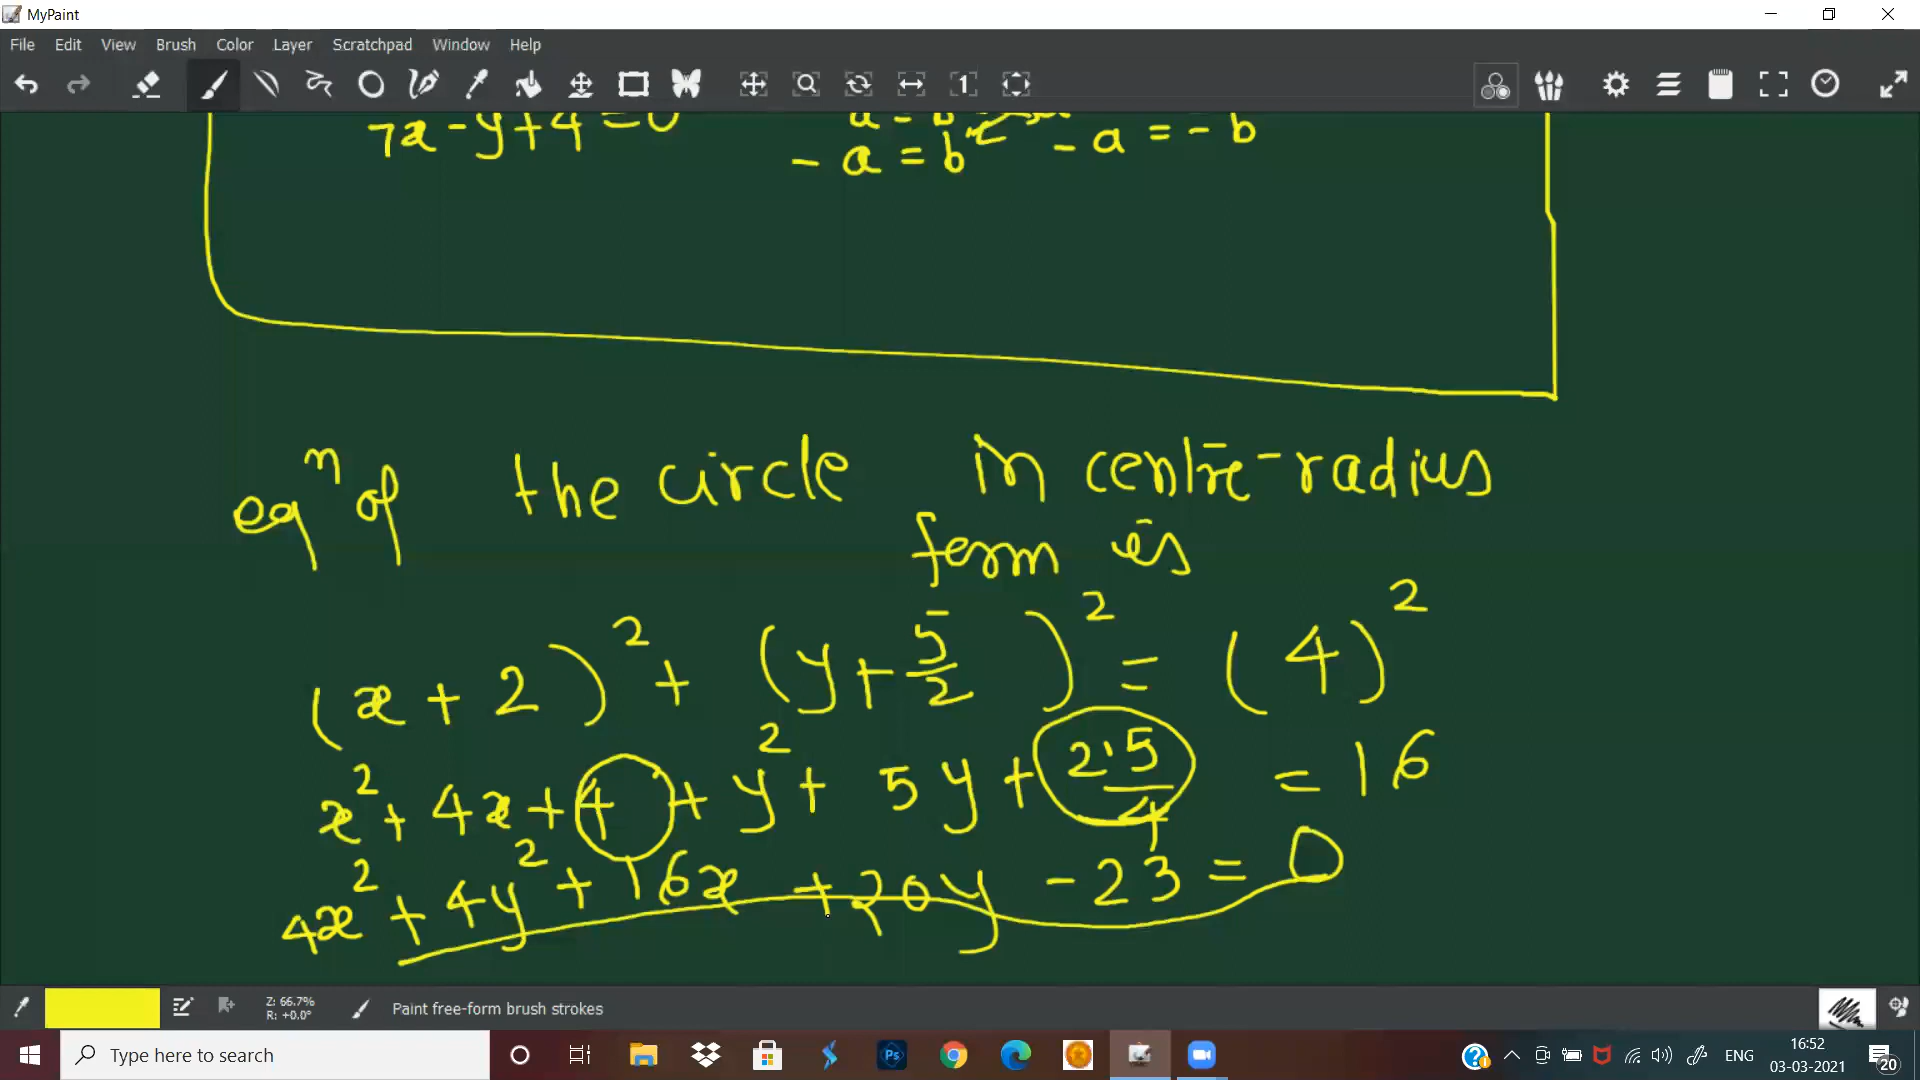 MyPaint
File Edit View Brush Color Layer Scratchpad Window Help
7x - y + 4 = 0
- a = b
- a = - b
eqⁿ of the circle in centre-radius
form is
(x + 2)² + (y + 5/2)² = (4)²
x² + 4x + 4 + y² + 5y + 25/4 = 16
4x² + 4y² + 16x + 20y - 23 = 0
Z: 66.7%
R: +0.0°
Paint free-form brush strokes
Type here to search
Ps
ENG
16:52
03-03-2021
20